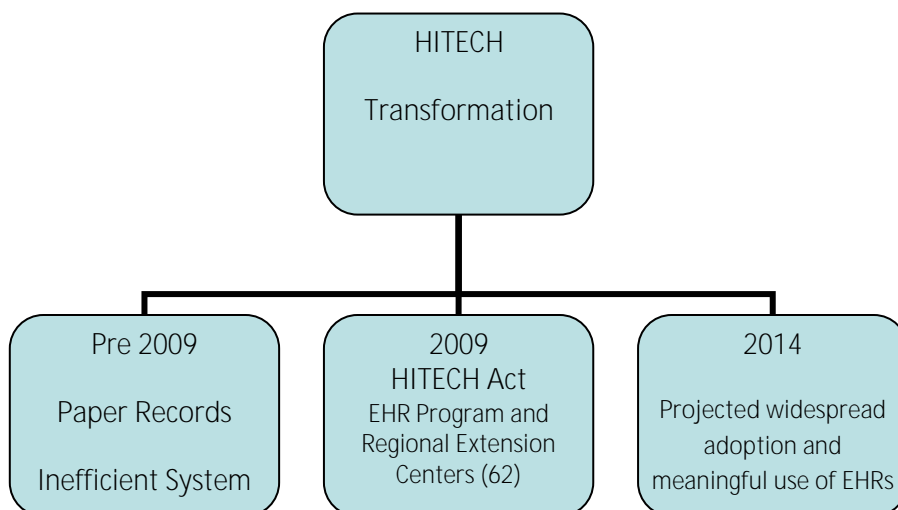 HITECH
Transformation
Pre 2009
Paper Records
Inefficient System
2009
HITECH Act
EHR Program and
Regional Extension
Centers (62)
2014
Projected widespread
adoption and
meaningful use of EHRs